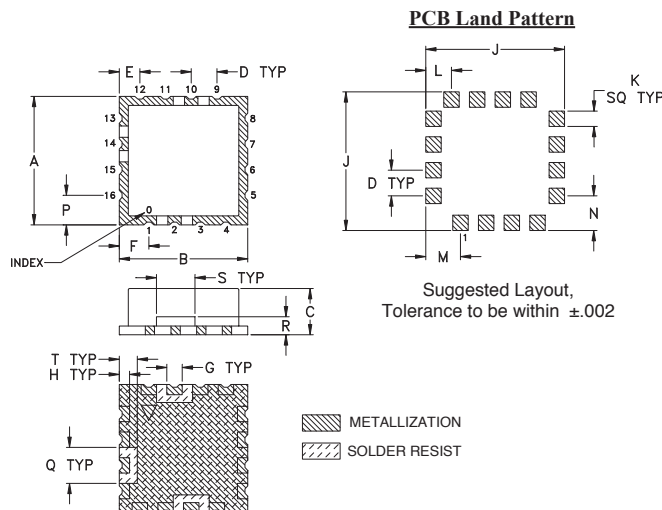 PCB Land Pattern
E
D TYP
12 11 10 9
13
14
15
16
8
7
6
5
A
P
0
1 2 3 4
F
B
INDEX
J
L
K
SQ TYP
J
D TYP
N
M
1
Suggested Layout,
Tolerance to be within ±.002
S TYP
C
R
T TYP
H TYP
G TYP
Q TYP
METALLIZATION
SOLDER RESIST